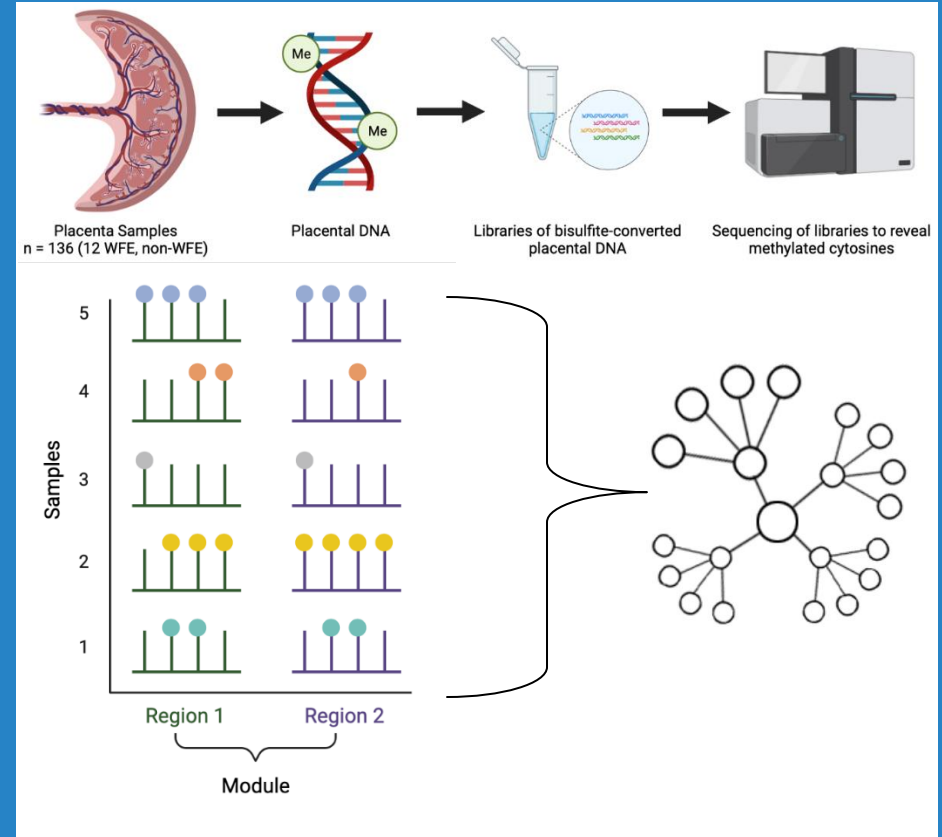 Me
Me
Placenta Samples
n = 136 (12 WFE, non-WFE)
Placental DNA
Libraries of bisulfite-converted
placental DNA
Sequencing of libraries to reveal
methylated cytosines
Samples
5
4
3
2
1
Region 1
Region 2
Module